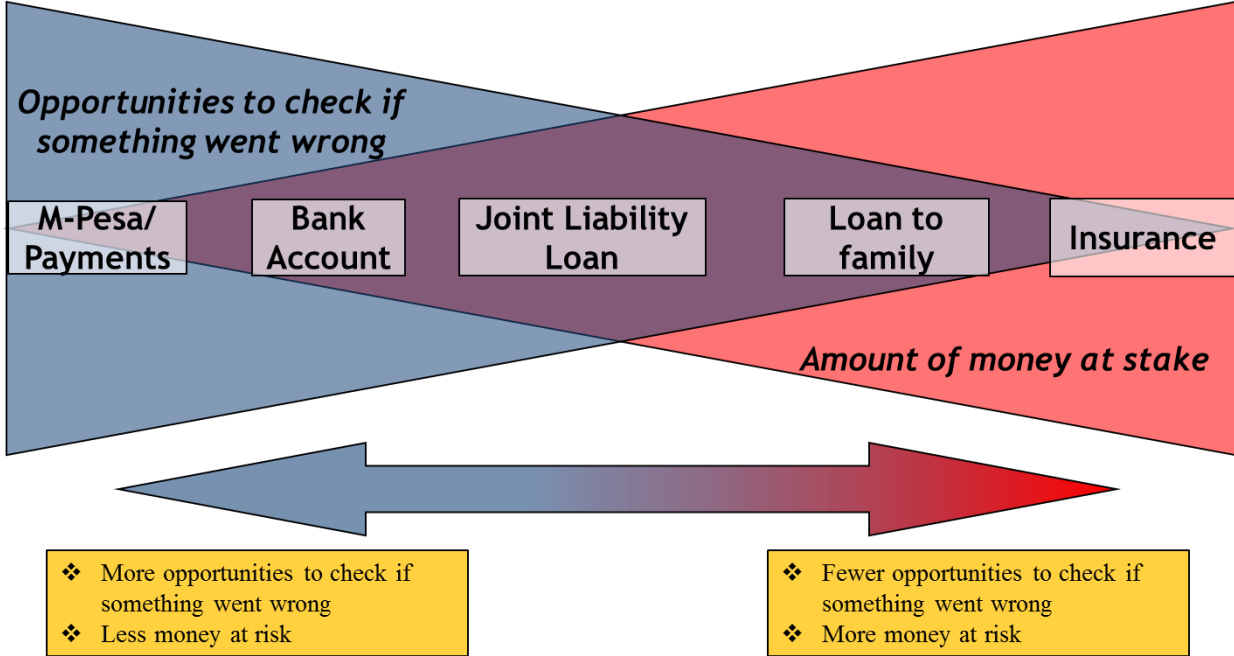 Opportunities to check if
something went wrong
M-Pesa/
Payments
Bank
Account
Joint Liability
Loan
Loan to
family
Insurance
Amount of money at stake
❖ More opportunities to check if
something went wrong
❖ Less money at risk
❖ Fewer opportunities to check if
something went wrong
❖ More money at risk